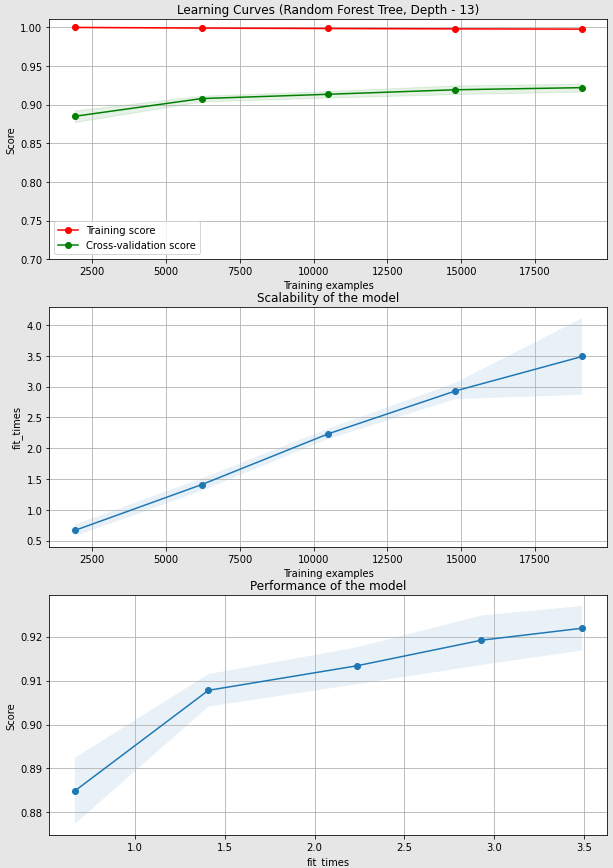 Learning Curves (Random Forest Tree, Depth - 13)
1.00
0.95
0.90
0.85
0.80
0.75
0.70
Score
Training score
Cross-validation score
2500 5000 7500 10000 12500 15000 17500
Training examples
Scalability of the model
4.0
3.5
3.0
2.5
2.0
1.5
1.0
0.5
fit_times
2500 5000 7500 10000 12500 15000 17500
Training examples
Performance of the model
0.92
0.91
0.90
0.89
0.88
Score
1.0 1.5 2.0 2.5 3.0 3.5
fit_times